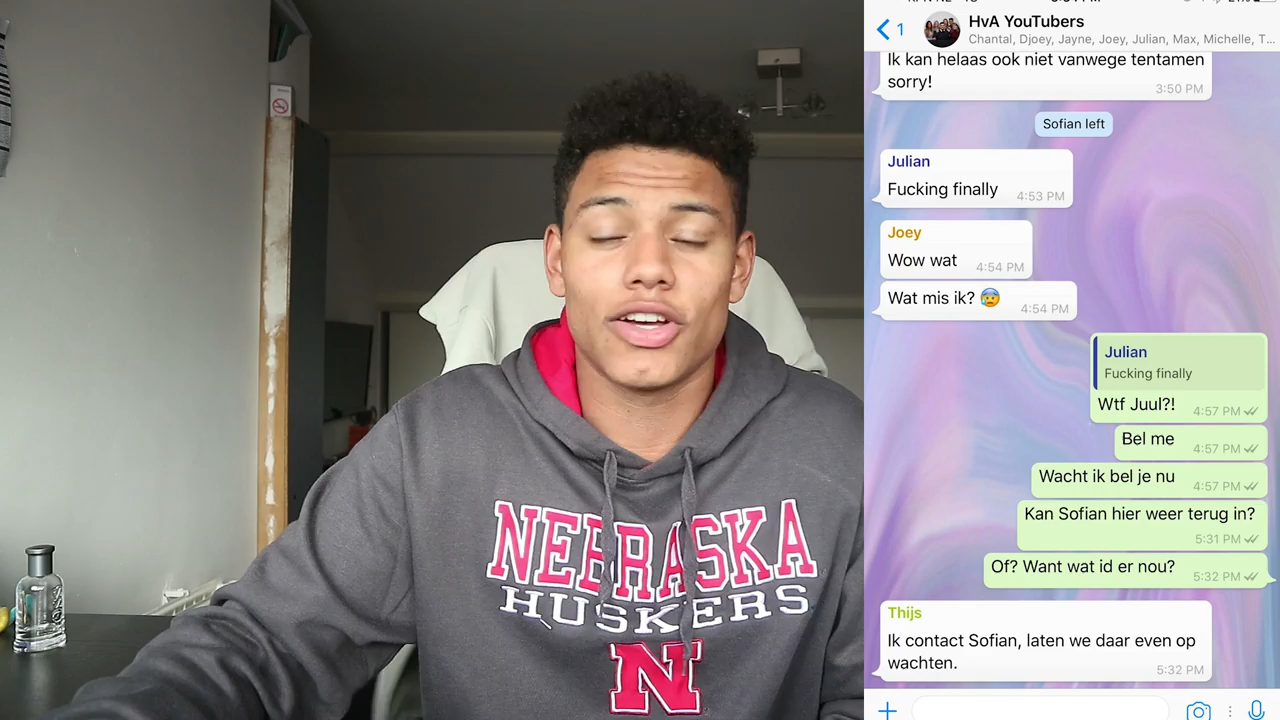 HvA YouTubers
1
Chantal, Djoey, Jayne, Joey, Julian, Max, Michelle, T...
Ik kan helaas ook niet vanwege tentamen
sorry!
3:50 PM
Sofian left
Julian
Fucking finally 4:53 PM
Joey
Wow wat 4:54 PM
Wat mis ik? 😰 4:54 PM
Julian
Fucking finally
Wtf Juul?! 4:57 PM
Bel me 4:57 PM
Wacht ik bel je nu 4:57 PM
Kan Sofian hier weer terug in?
5:31 PM
Of? Want wat id er nou? 5:32 PM
Thijs
Ik contact Sofian, laten we daar even op
wachten. 5:32 PM
NEBRASKA
HUSKERS
N
BOSS